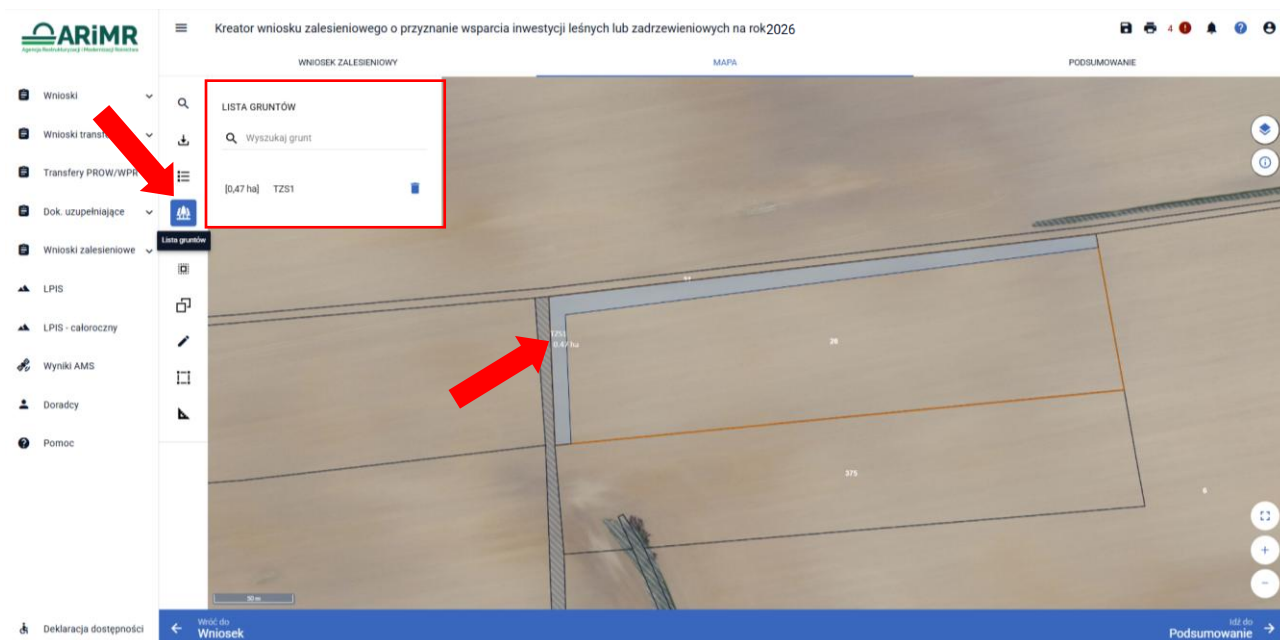 ARiMR
Agencja Restrukturyzacji i Modernizacji Rolnictwa
Kreator wniosku zalesieniowego o przyznanie wsparcia inwestycji leśnych lub zadrzewieniowych na rok2026
4
WNIOSEK ZALESIENIOWY
MAPA
PODSUMOWANIE
Wnioski
Wnioski transf
Transfery PROW/WPR
Dok. uzupełniające
Wnioski zalesieniowe
LPIS
LPIS - całoroczny
Wyniki AMS
Doradcy
Pomoc
Deklaracja dostępności
Lista gruntów
LISTA GRUNTÓW
Wyszukaj grunt
[0,47 ha] TZS1
TZS1
0.47 ha
375
6
50 m
Wróć do
Wniosek
Idź do
Podsumowanie